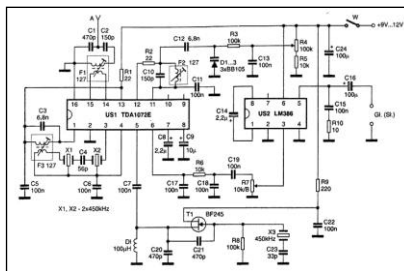 A
W
+9V...12V
C1 470p
C2 150p
F1 127
R1 22
C12 6,8n
R3 100k
R2 22
F2 127
C10 150p
C11 100n
D1...3 3xBB105
C13 100n
R4 100k
R5 10k
C24 100µ
C3 6,8n
16 15 14 13 12 11 10 9
US1 TDA1072E
1 2 3 4 5 6 7 8
F3 127
X1
C4 56p
X2
C8 2,2µ
C9 10µ
C14 2,2µ
8 7 6 5
US2 LM386
1 2 3 4
C16 100µ
C15 100n
R10 10
Gł. (Sł.)
C5 100n
C6 100n
C7 100n
R6 10k
C19 100n
C17 100n
C18 100n
R7 10k/B
R9 220
C22 100n
X1, X2 - 2x450kHz
T1
BF245
Dł 100µH
C20 470p
C21 470p
R8 100k
X3 450kHz
C23 33p